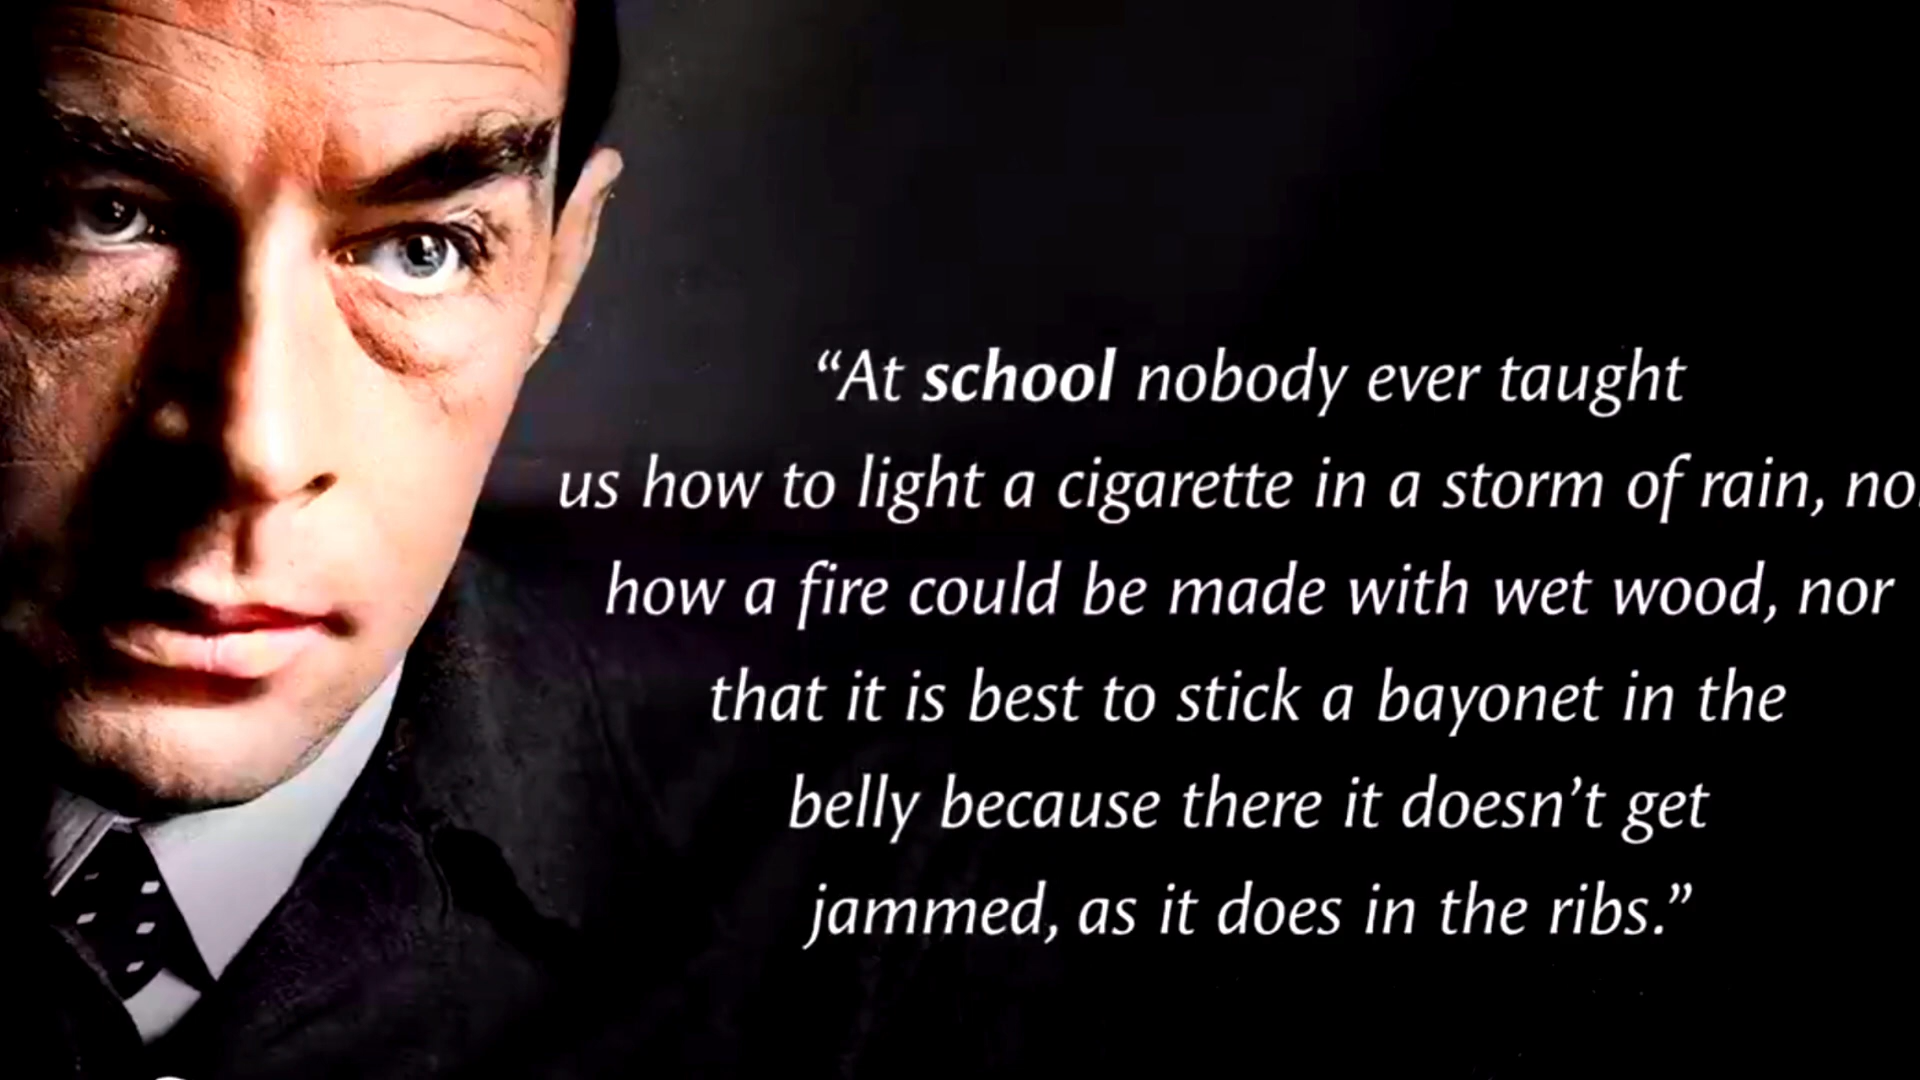 “At school nobody ever taught
us how to light a cigarette in a storm of rain,
how a fire could be made with wet wood, nor
that it is best to stick a bayonet in the
belly because there it doesn’t get
jammed, as it does in the ribs.”